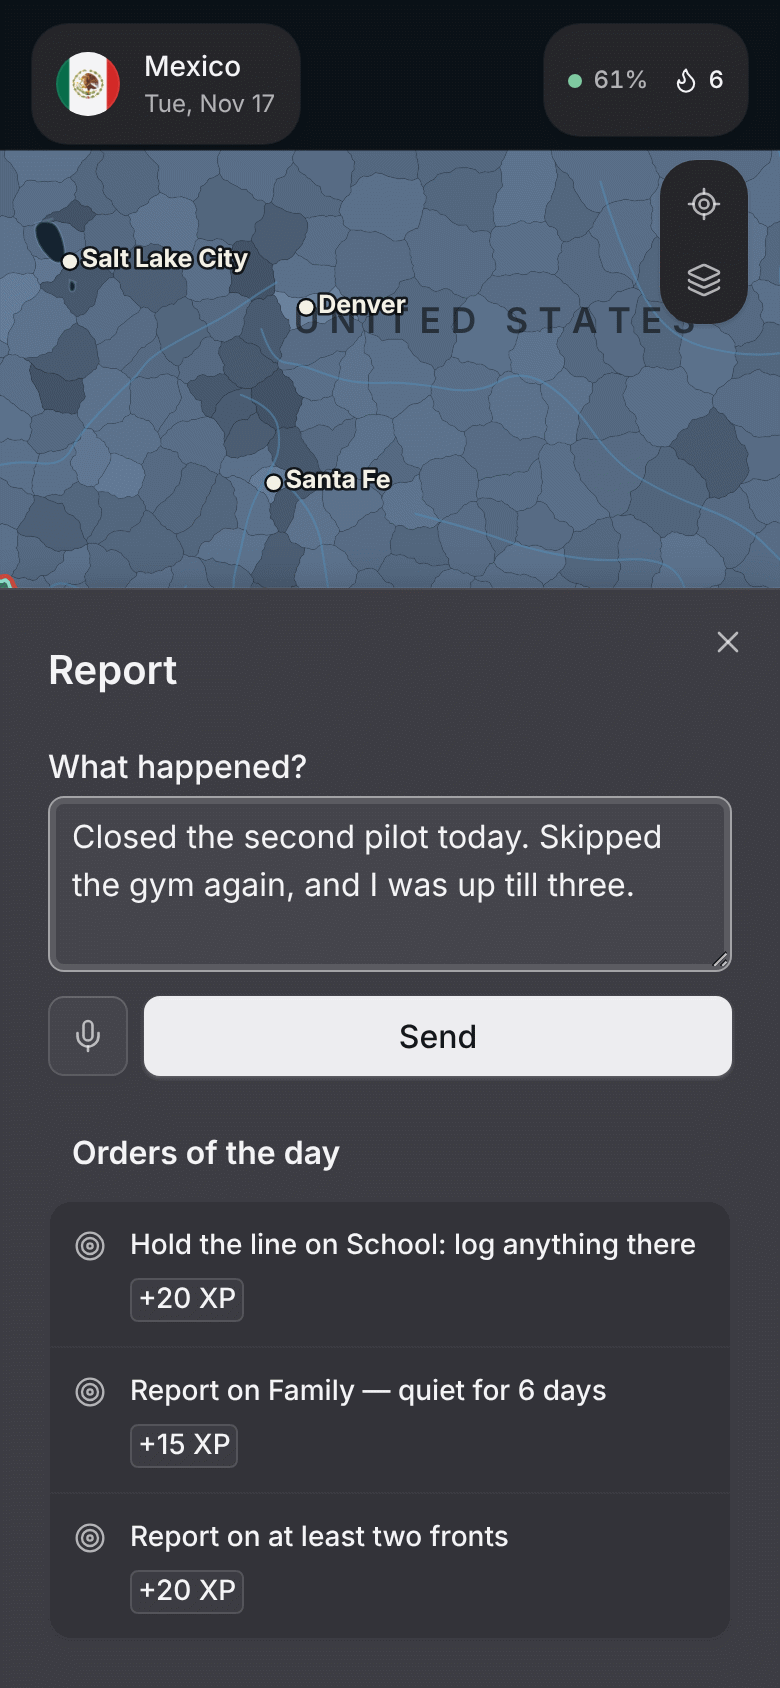 Mexico
Tue, Nov 17
61%
6
Salt Lake City
Denver
UNITED STATES
Santa Fe
Report
What happened?
Closed the second pilot today. Skipped
the gym again, and I was up till three.
Send
Orders of the day
Hold the line on School: log anything there
+20 XP
Report on Family — quiet for 6 days
+15 XP
Report on at least two fronts
+20 XP